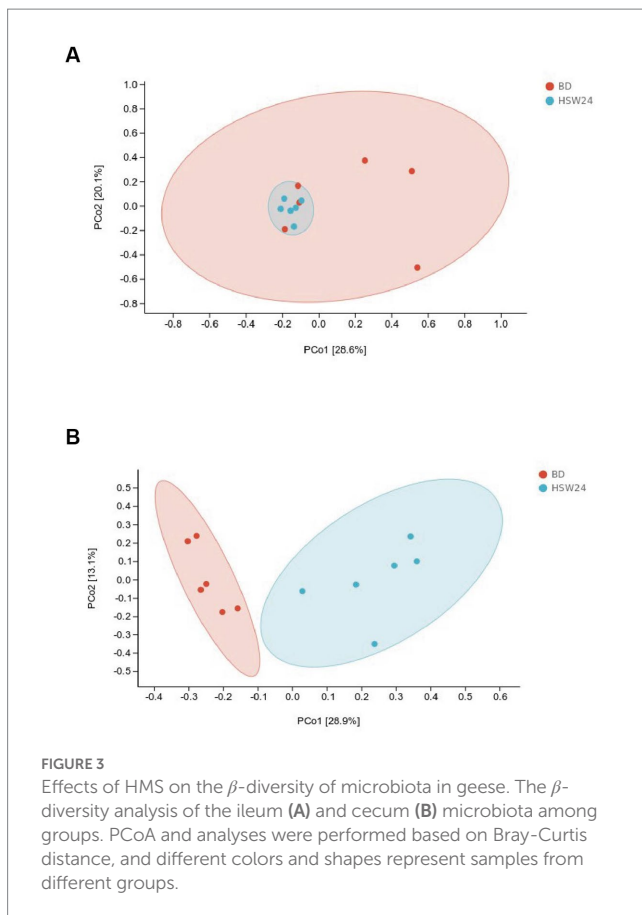 A
BD
HSW24
1.0
0.8
0.6
0.4
0.2
0.0
-0.2
-0.4
-0.6
-0.8
PCo2 [20.1%]
-0.8 -0.6 -0.4 -0.2 0.0 0.2 0.4 0.6 0.8 1.0
PCo1 [28.6%]
B
BD
HSW24
0.5
0.4
0.3
0.2
0.1
0.0
-0.1
-0.2
-0.3
-0.4
-0.5
PCo2 [13.1%]
-0.4 -0.3 -0.2 -0.1 0.0 0.1 0.2 0.3 0.4 0.5 0.6
PCo1 [28.9%]
FIGURE 3
Effects of HMS on the β-diversity of microbiota in geese. The β-
diversity analysis of the ileum (A) and cecum (B) microbiota among
groups. PCoA and analyses were performed based on Bray-Curtis
distance, and different colors and shapes represent samples from
different groups.